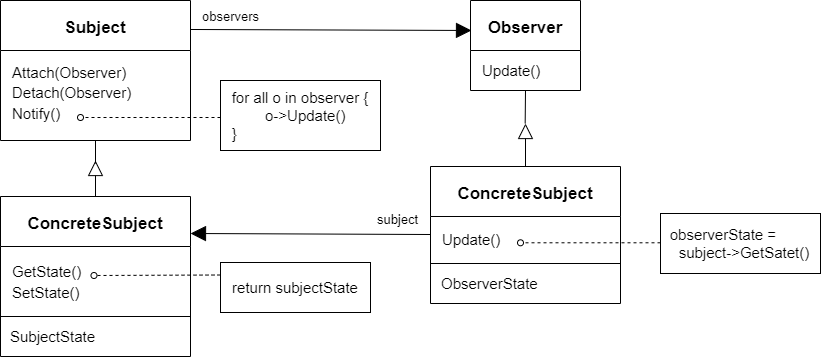 Subject
Attach(Observer)
Detach(Observer)
Notify()
observers
Observer
Update()
for all o in observer {
o->Update()
}
ConcreteSubject
GetState()
SetState()
SubjectState
return subjectState
subject
ConcreteSubject
Update()
ObserverState
observerState =
subject->GetSatet()